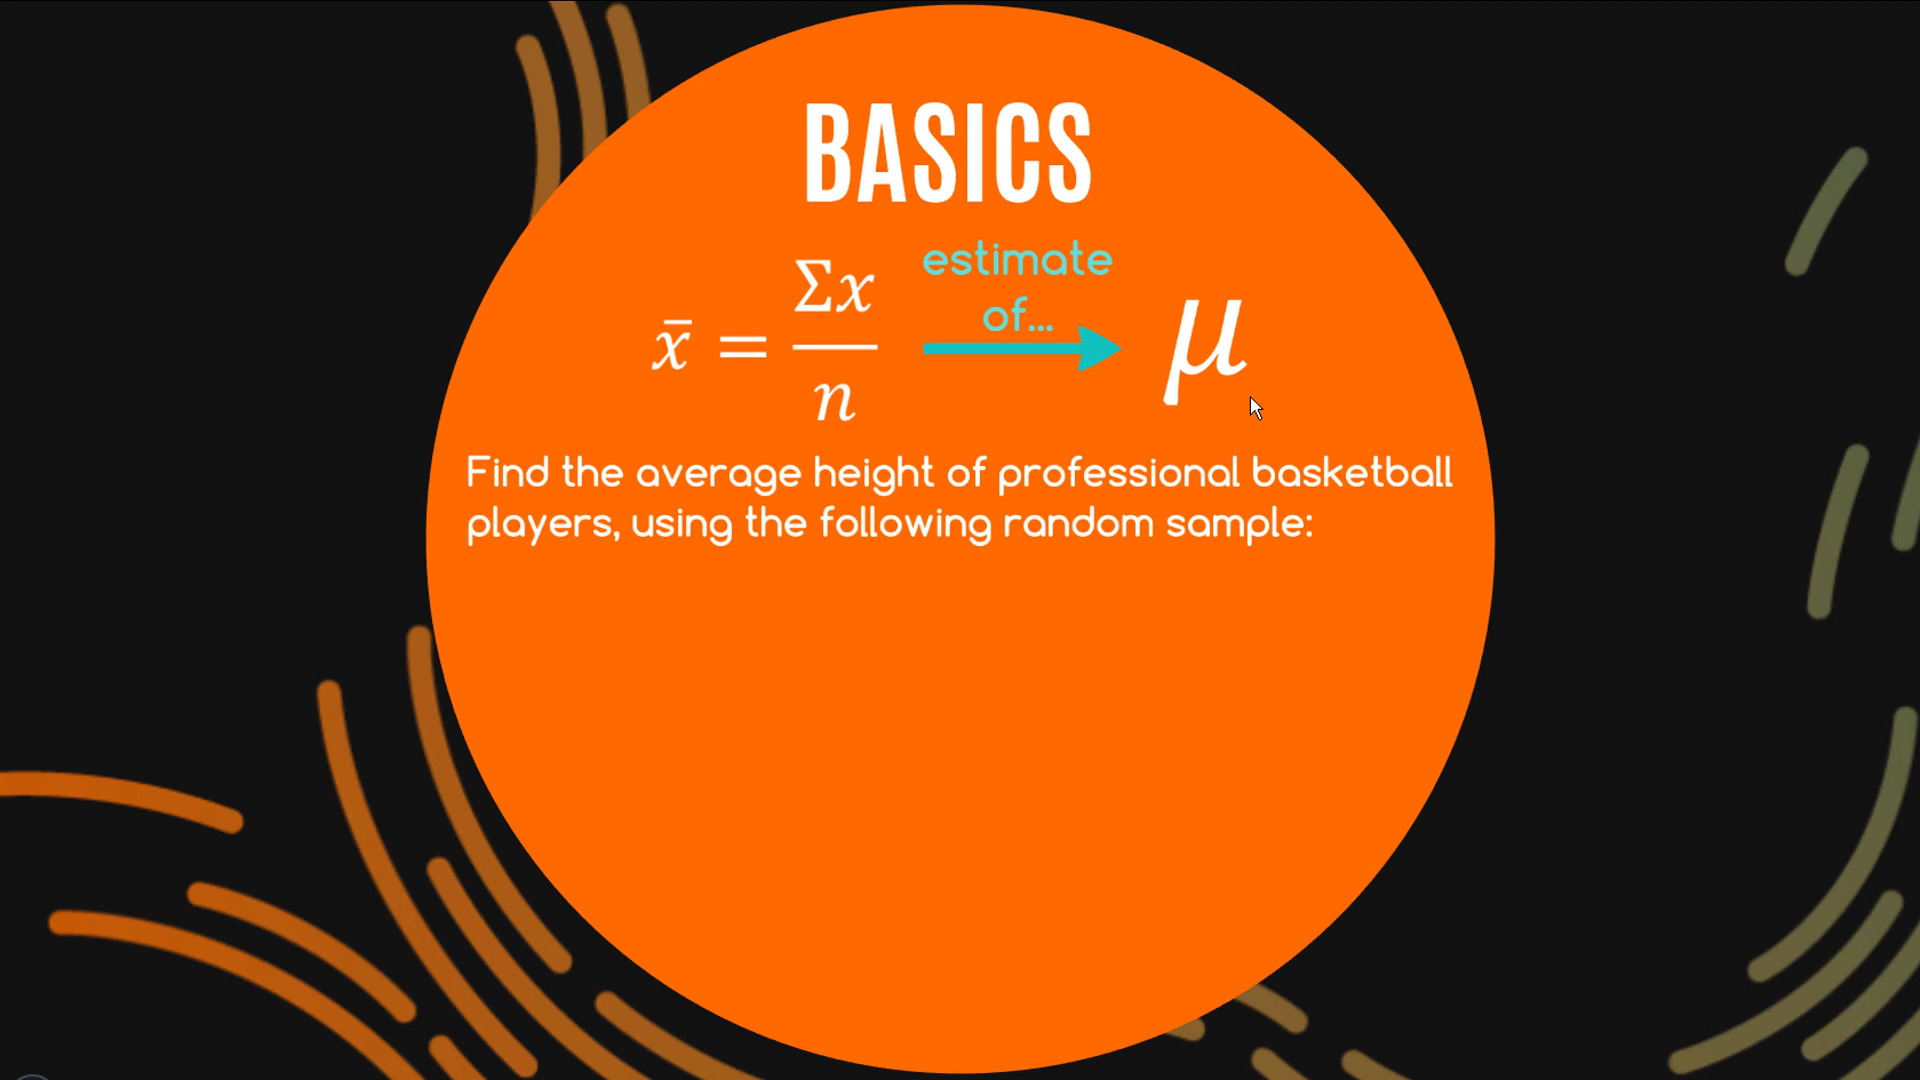 BASICS
x̄ = Σx / n
estimate
of...
μ
Find the average height of professional basketball
players, using the following random sample: